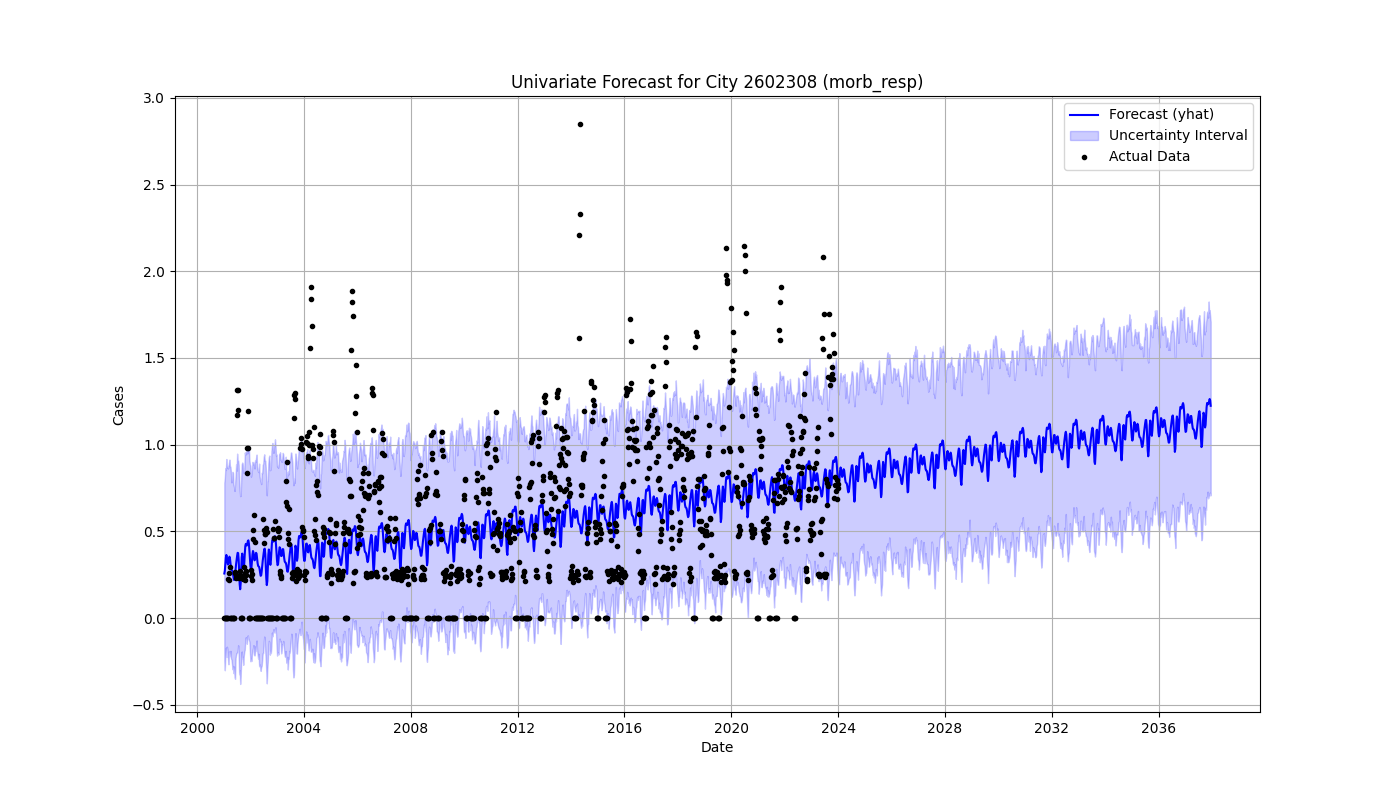 Univariate Forecast for City 2602308 (morb_resp)
Forecast (yhat)
Uncertainty Interval
Actual Data
Cases
3.0
2.5
2.0
1.5
1.0
0.5
0.0
−0.5
2000 2004 2008 2012 2016 2020 2024 2028 2032 2036
Date